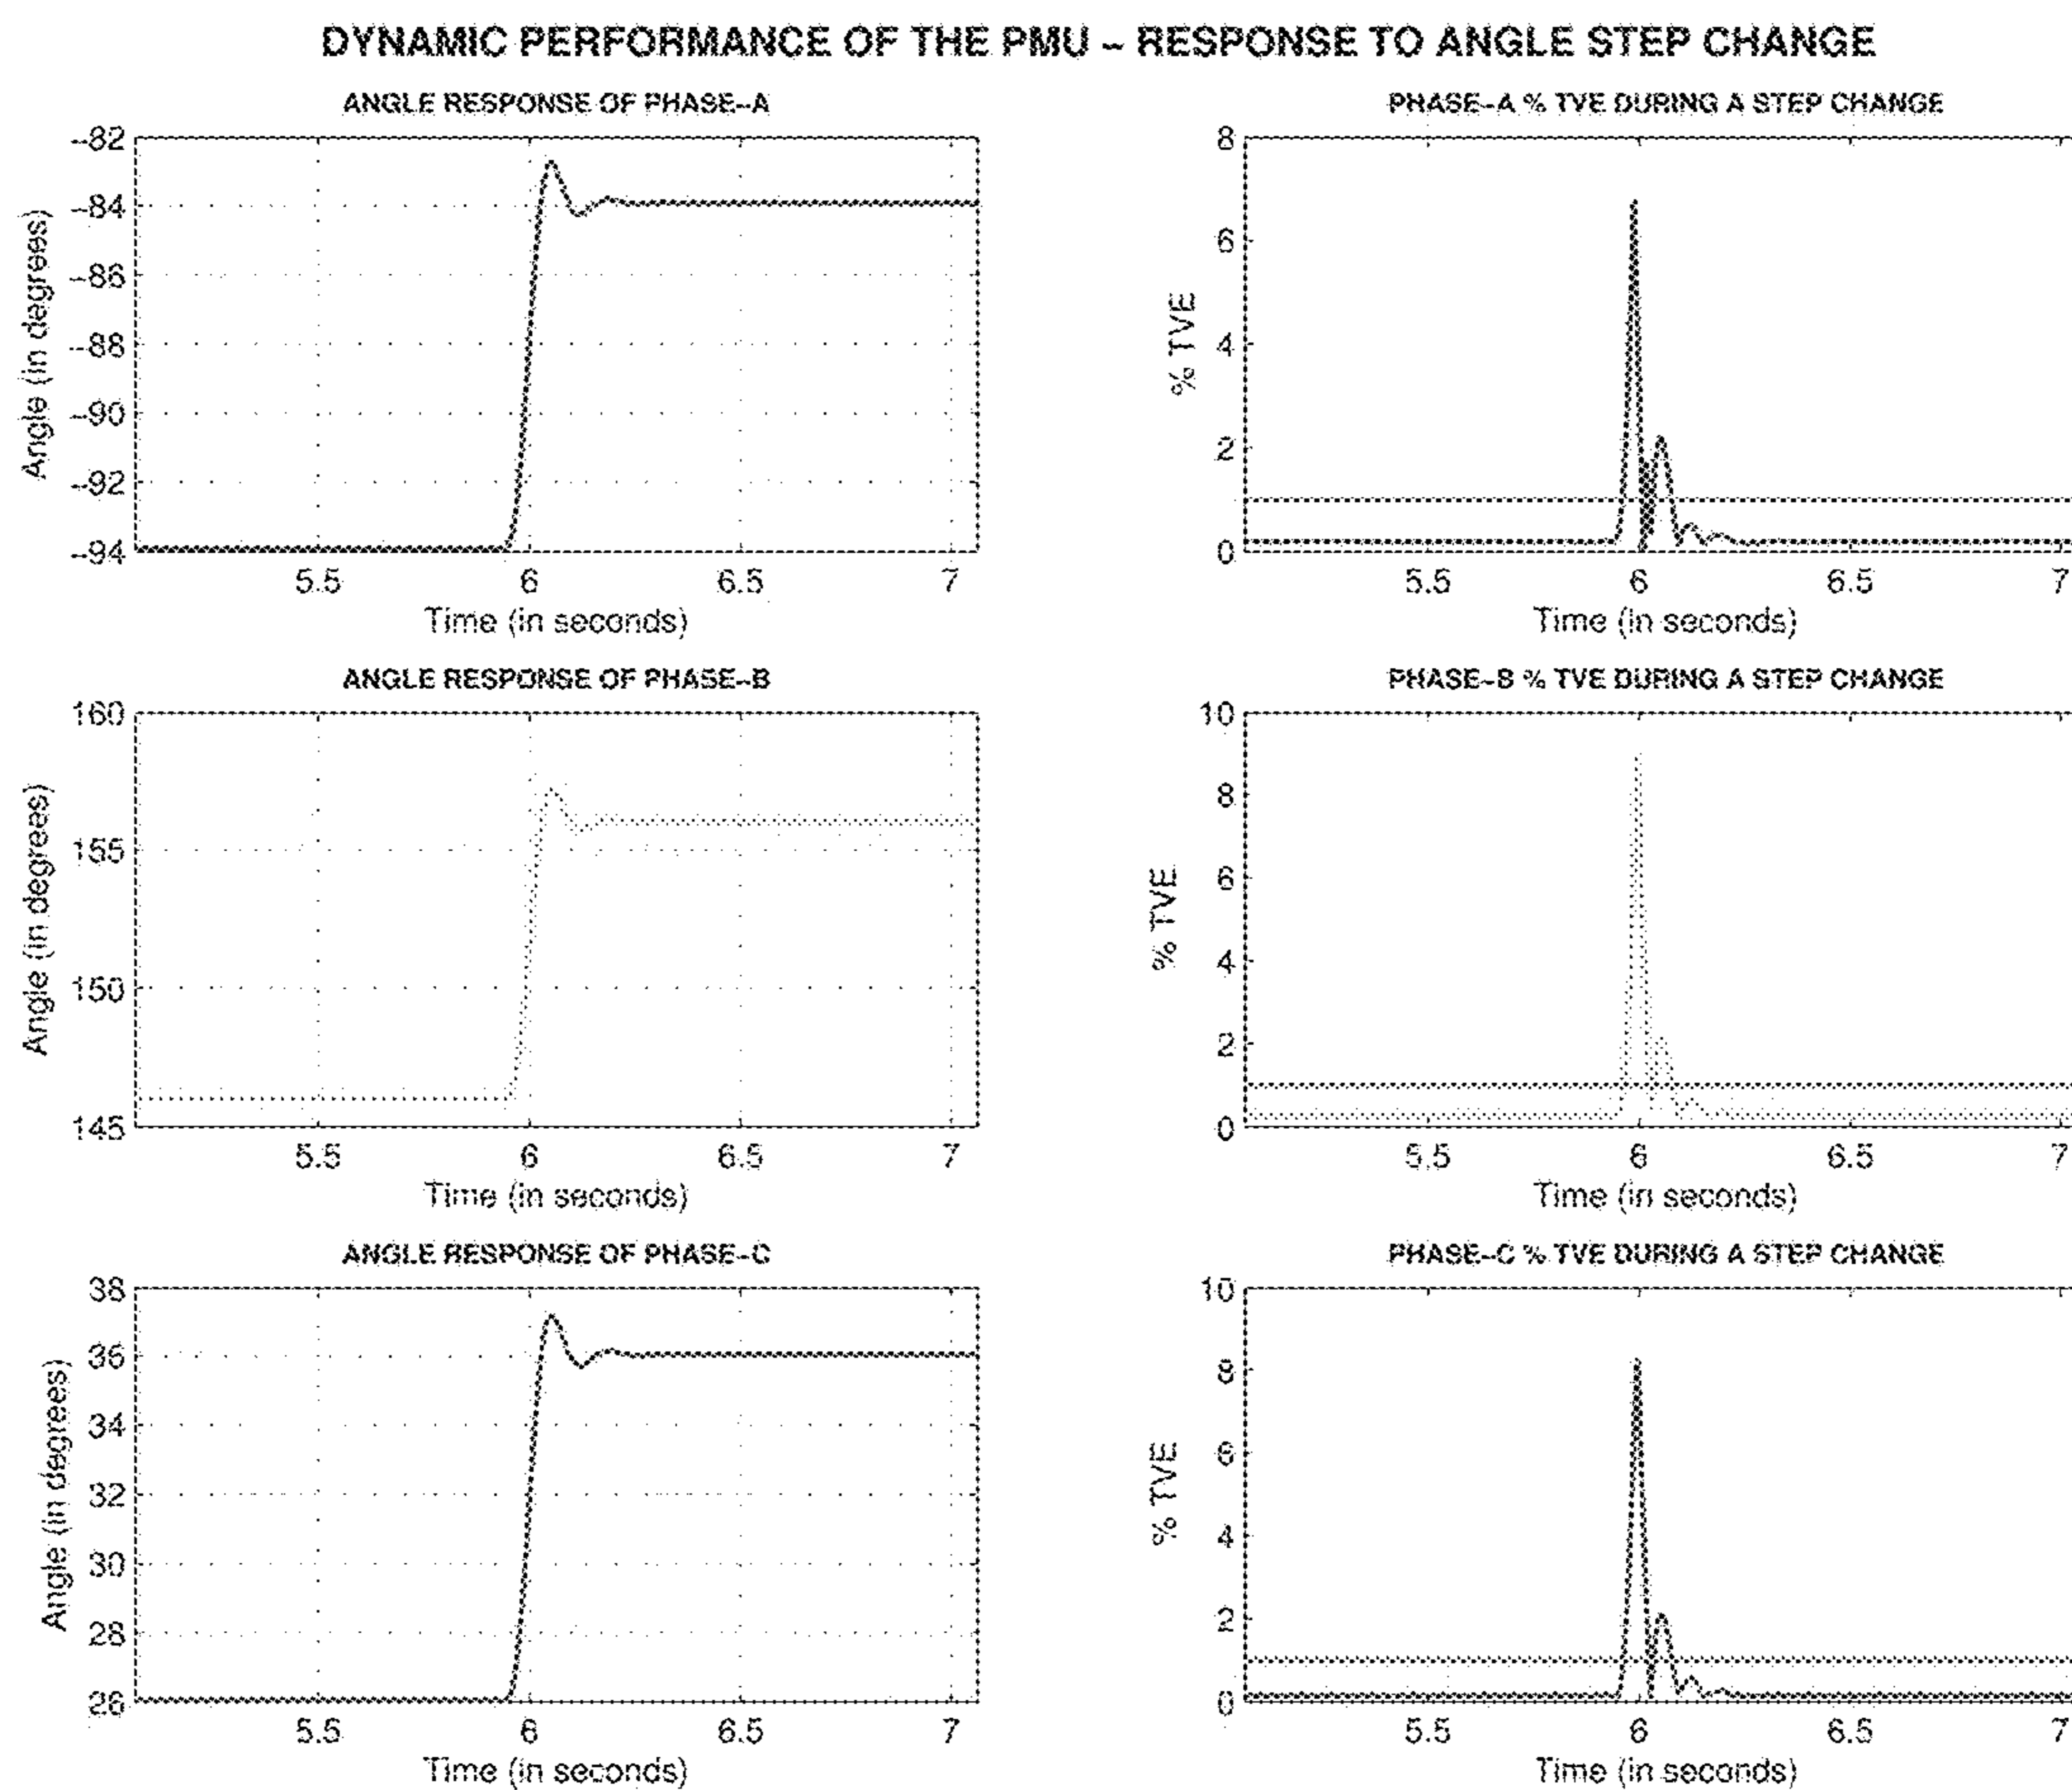 DYNAMIC PERFORMANCE OF THE PMU – RESPONSE TO ANGLE STEP CHANGE
ANGLE RESPONSE OF PHASE–A
Angle (in degrees)
–82
–84
–86
–88
–90
–92
–94
5.5 6 6.5 7
Time (in seconds)
PHASE–A % TVE DURING A STEP CHANGE
% TVE
8
6
4
2
0
5.5 6 6.5 7
Time (in seconds)
ANGLE RESPONSE OF PHASE–B
Angle (in degrees)
160
155
150
145
5.5 6 6.5 7
Time (in seconds)
PHASE–B % TVE DURING A STEP CHANGE
% TVE
10
8
6
4
2
0
5.5 6 6.5 7
Time (in seconds)
ANGLE RESPONSE OF PHASE–C
Angle (in degrees)
38
36
34
32
30
28
26
5.5 6 6.5 7
Time (in seconds)
PHASE–C % TVE DURING A STEP CHANGE
% TVE
10
8
6
4
2
0
5.5 6 6.5 7
Time (in seconds)